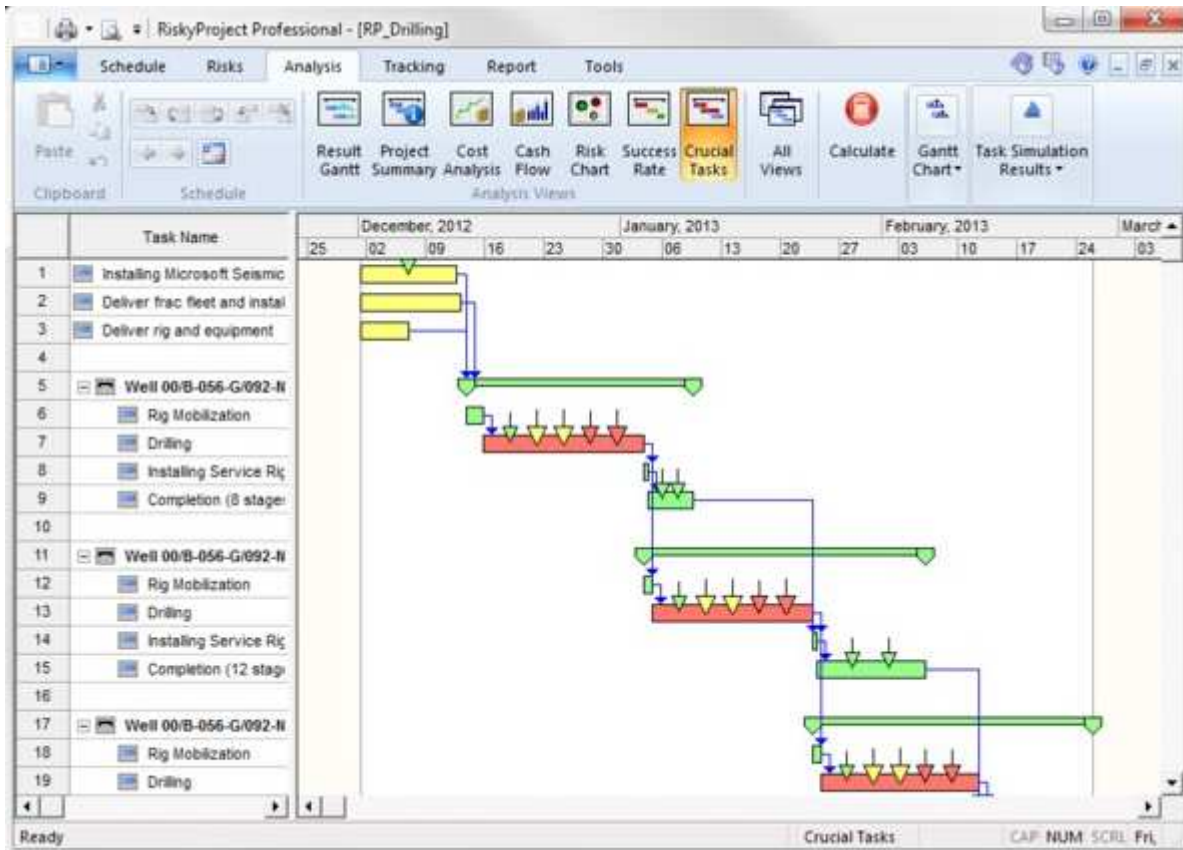 RiskyProject Professional - [RP_Drilling]
Schedule Risks Analysis Tracking Report Tools
Paste
Result Gantt
Project Summary
Cost Analysis
Cash Flow
Risk Chart
Success Rate
Crucial Tasks
All Views
Calculate
Gantt Chart
Task Simulation Results
Clipboard Schedule Analysis Views
Task Name
December, 2012 January, 2013 February, 2013 March
25 02 09 16 23 30 06 13 20 27 03 10 17 24 03
1 Installing Microsoft Seismic
2 Deliver frac fleet and instal
3 Deliver rig and equipment
4
5 Well 00/B-056-G/092-N
6 Rig Mobilization
7 Drilling
8 Installing Service Rig
9 Completion (8 stages
10
11 Well 00/B-056-G/092-N
12 Rig Mobilization
13 Drilling
14 Installing Service Rig
15 Completion (12 stage
16
17 Well 00/B-056-G/092-N
18 Rig Mobilization
19 Drilling
Ready Crucial Tasks CAP NUM SCRL Fri,